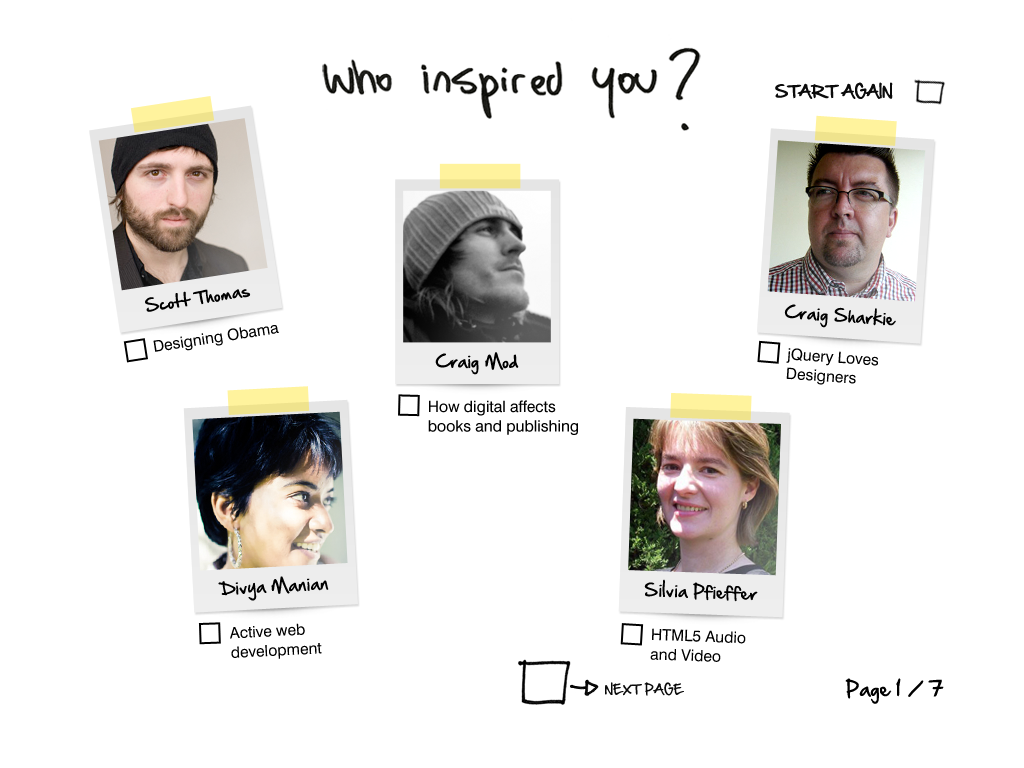 who inspired you?
START AGAIN
Scott Thomas
Designing Obama
Craig Mod
How digital affects
books and publishing
Craig Sharkie
jQuery Loves
Designers
Divya Manian
Active web
development
Silvia Pfieffer
HTML5 Audio
and Video
NEXT PAGE
Page 1 / 7